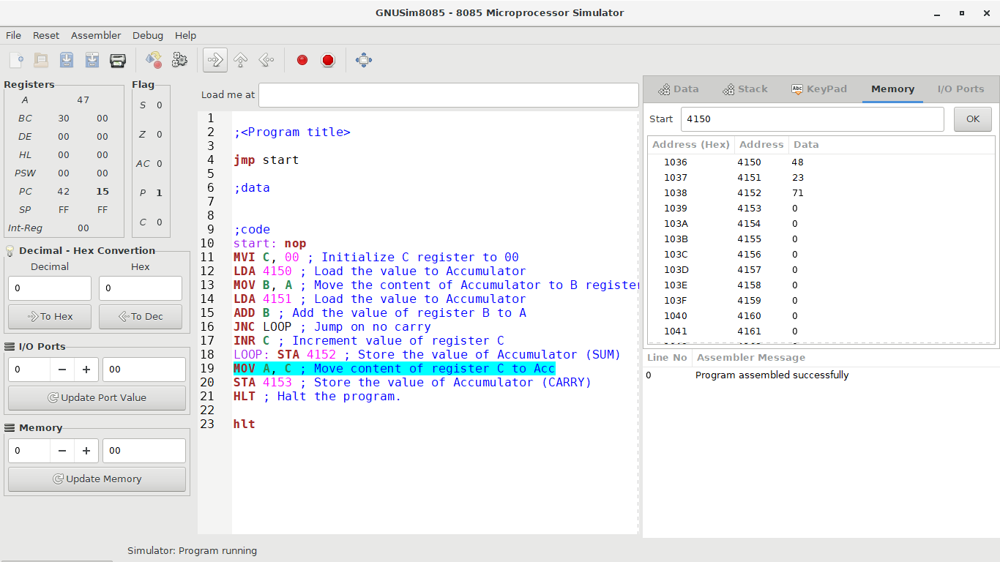 GNUSim8085 - 8085 Microprocessor Simulator
File Reset Assembler Debug Help
Registers
A 47
BC 30 00
DE 00 00
HL 00 00
PSW 00 00
PC 42 15
SP FF FF
Int-Reg 00
Flag
S 0
Z 0
AC 0
P 1
C 0
Decimal - Hex Convertion
Decimal Hex
0 0
To Hex To Dec
I/O Ports
0 − + 00
Update Port Value
Memory
0 − + 00
Update Memory
Load me at
1
2 ;<Program title>
3
4 jmp start
5
6 ;data
7
8
9 ;code
10 start: nop
11 MVI C, 00 ; Initialize C register to 00
12 LDA 4150 ; Load the value to Accumulator
13 MOV B, A ; Move the content of Accumulator to B register
14 LDA 4151 ; Load the value to Accumulator
15 ADD B ; Add the value of register B to A
16 JNC LOOP ; Jump on no carry
17 INR C ; Increment value of register C
18 LOOP: STA 4152 ; Store the value of Accumulator (SUM)
19 MOV A, C ; Move content of register C to Acc
20 STA 4153 ; Store the value of Accumulator (CARRY)
21 HLT ; Halt the program.
22
23 hlt
Data Stack Abc KeyPad Memory I/O Ports
Start 4150 OK
Address (Hex) Address Data
1036 4150 48
1037 4151 23
1038 4152 71
1039 4153 0
103A 4154 0
103B 4155 0
103C 4156 0
103D 4157 0
103E 4158 0
103F 4159 0
1040 4160 0
1041 4161 0
Line No Assembler Message
0 Program assembled successfully
Simulator: Program running